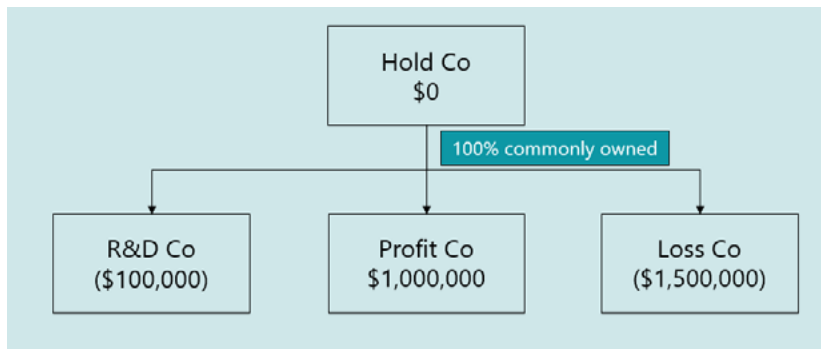 Hold Co
$0
100% commonly owned
R&D Co
($100,000)
Profit Co
$1,000,000
Loss Co
($1,500,000)